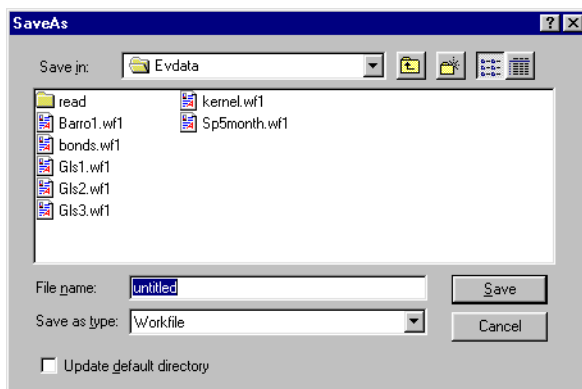 SaveAs
Save in: Evdata
read kernel.wf1
Barro1.wf1 Sp5month.wf1
bonds.wf1
Gls1.wf1
Gls2.wf1
Gls3.wf1
File name: untitled Save
Save as type: Workfile Cancel
Update default directory